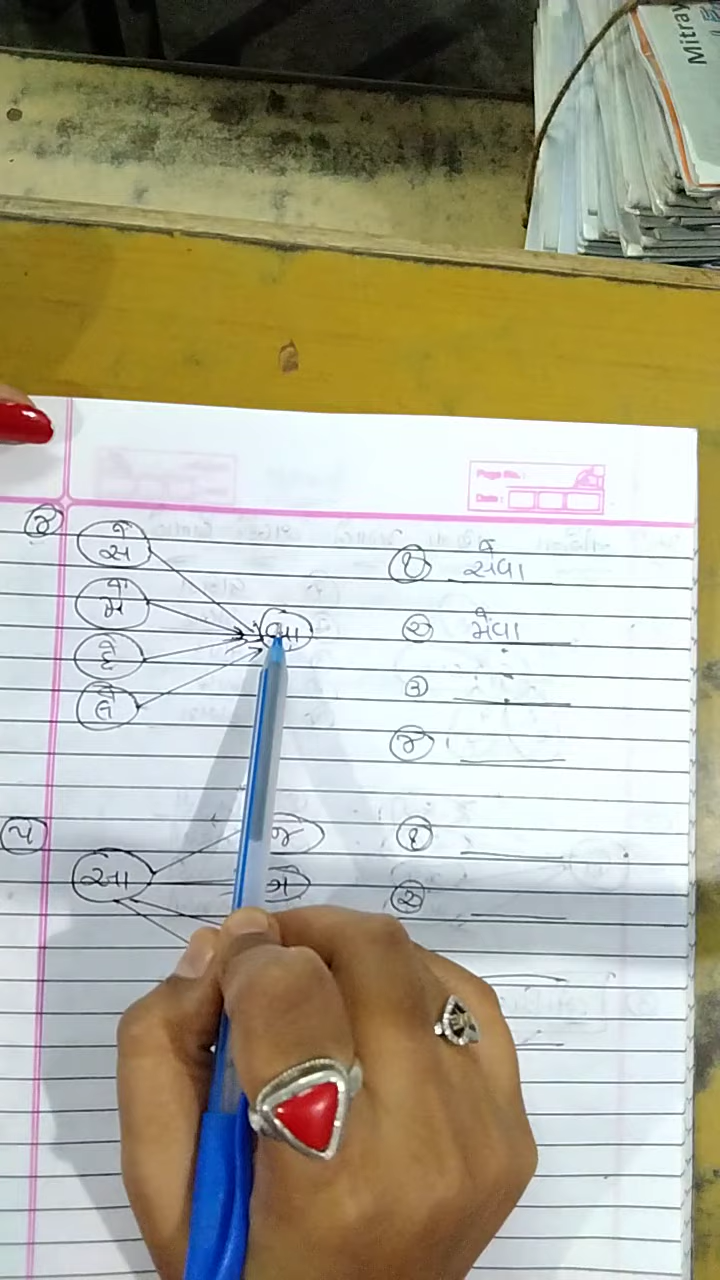 Mitray
Page No.:
Date:
૪ સે ૧ સેવા
મે વા ૨ મેવા
દે ૩
લે ૪
૫ જ ૧
આ ગ ૨